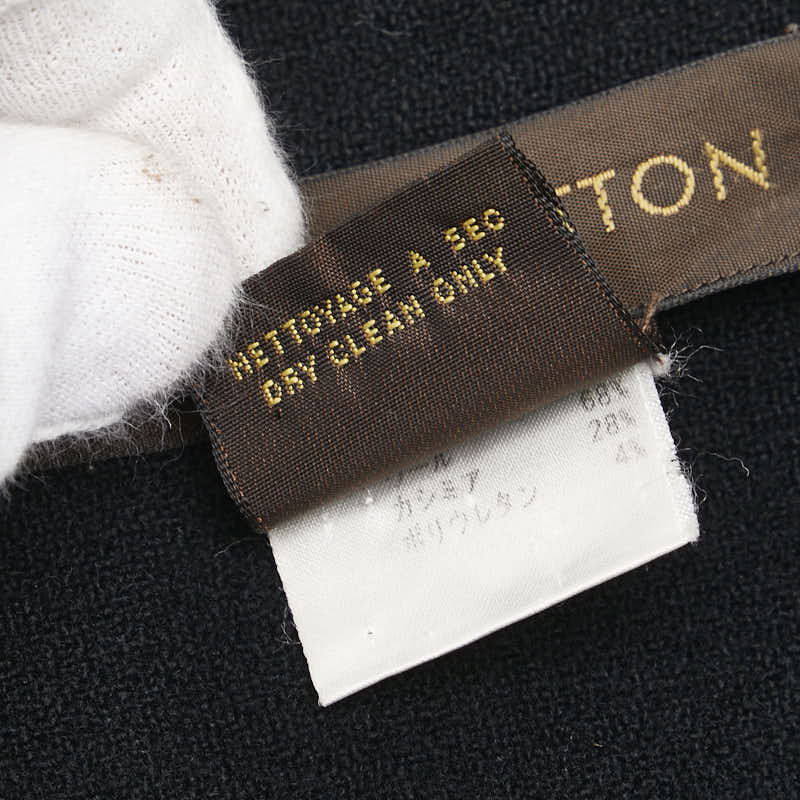 TTON
NETTOYAGE A SEC
DRY CLEAN ONLY
ール 68%
カシミア 28%
ポリウレタン 4%